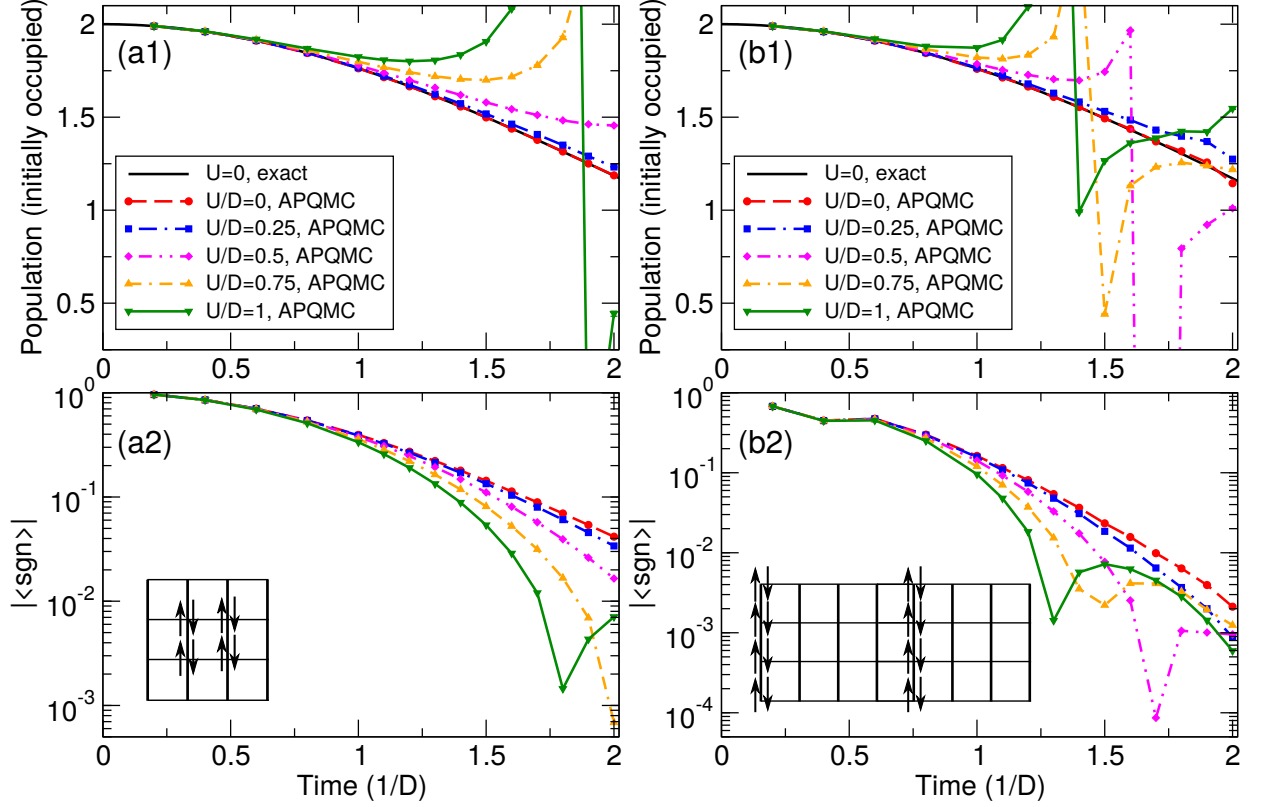 Population (initially occupied)
2
1.5
1
0.5
(a1)
U=0, exact
U/D=0, APQMC
U/D=0.25, APQMC
U/D=0.5, APQMC
U/D=0.75, APQMC
U/D=1, APQMC
0
0.5
1
1.5
2
Population (initially occupied)
2
1.5
1
0.5
(b1)
U=0, exact
U/D=0, APQMC
U/D=0.25, APQMC
U/D=0.5, APQMC
U/D=0.75, APQMC
U/D=1, APQMC
0
0.5
1
1.5
2
|<sgn>|
10^0
10^-1
10^-2
10^-3
(a2)
0
0.5
1
1.5
2
Time (1/D)
|<sgn>|
10^0
10^-1
10^-2
10^-3
10^-4
(b2)
0
0.5
1
1.5
2
Time (1/D)